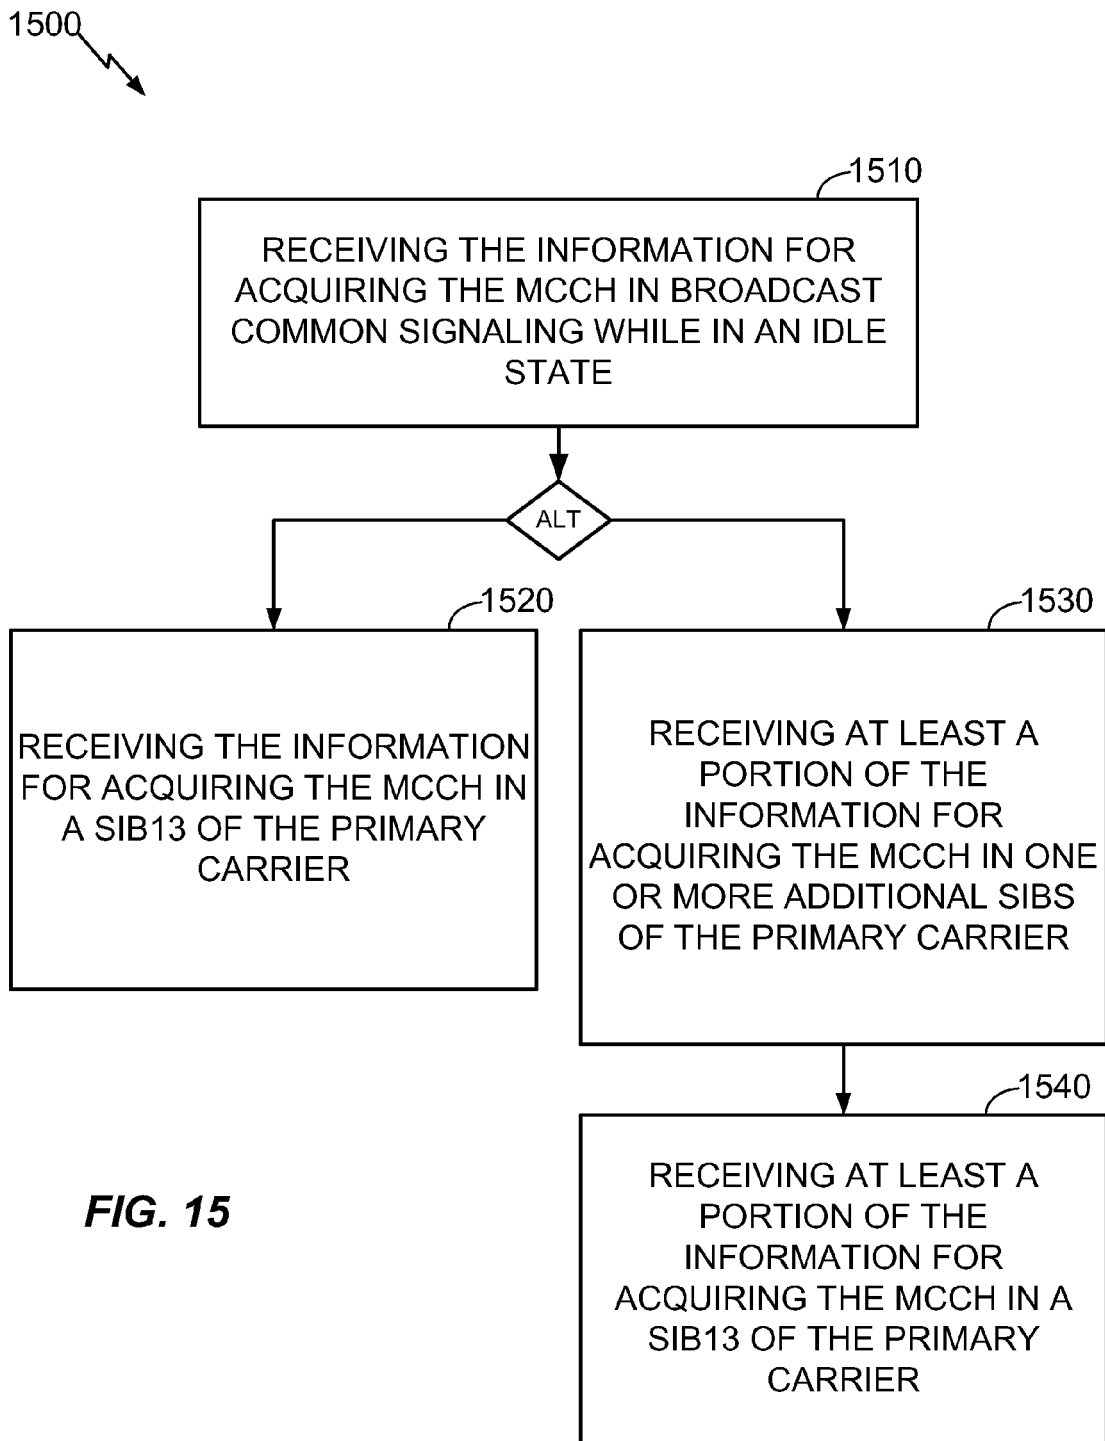 1500
1510
RECEIVING THE INFORMATION FOR
ACQUIRING THE MCCH IN BROADCAST
COMMON SIGNALING WHILE IN AN IDLE
STATE
ALT
1520
RECEIVING THE INFORMATION
FOR ACQUIRING THE MCCH IN
A SIB13 OF THE PRIMARY
CARRIER
1530
RECEIVING AT LEAST A
PORTION OF THE
INFORMATION FOR
ACQUIRING THE MCCH IN ONE
OR MORE ADDITIONAL SIBS
OF THE PRIMARY CARRIER
1540
RECEIVING AT LEAST A
PORTION OF THE
INFORMATION FOR
ACQUIRING THE MCCH IN A
SIB13 OF THE PRIMARY
CARRIER
FIG. 15